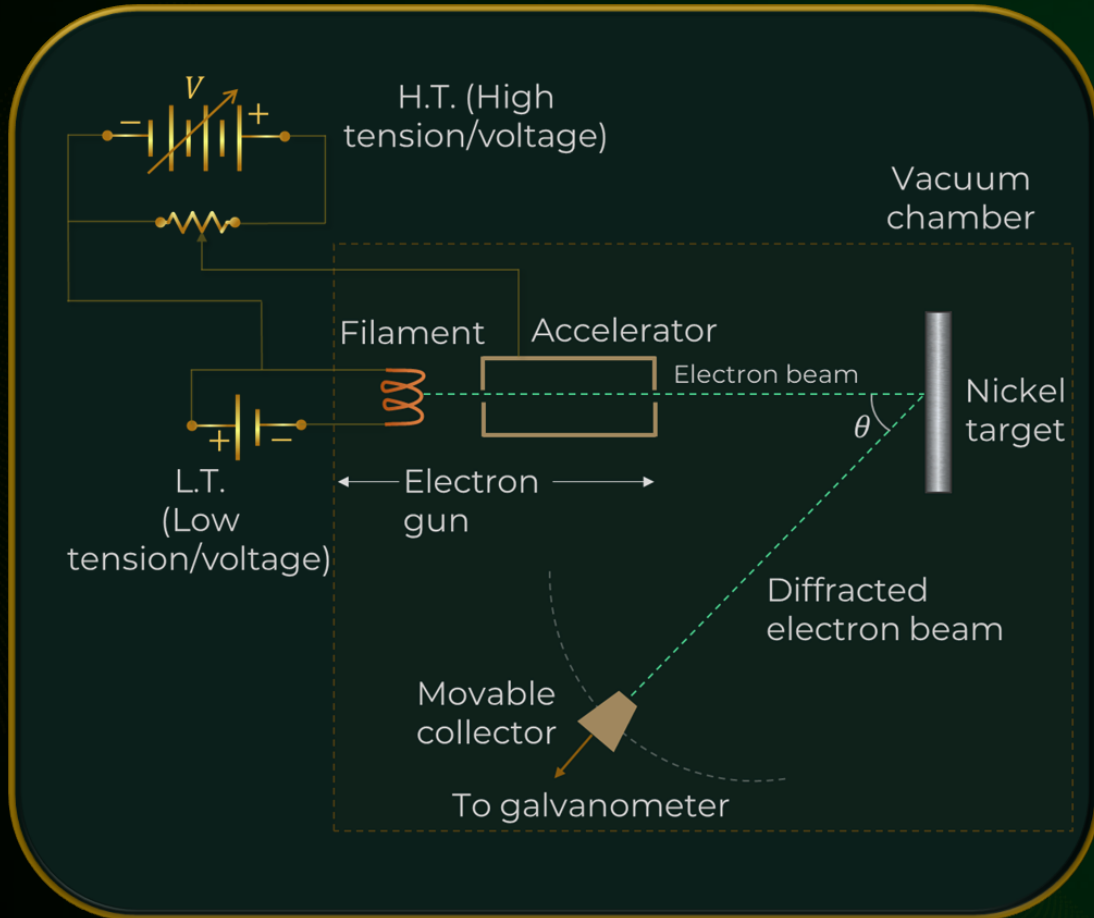 V
− +
H.T. (High
tension/voltage)
Vacuum
chamber
Filament
Accelerator
Electron beam
Nickel
target
θ
+ −
L.T.
(Low
tension/voltage)
Electron
gun
Diffracted
electron beam
Movable
collector
To galvanometer